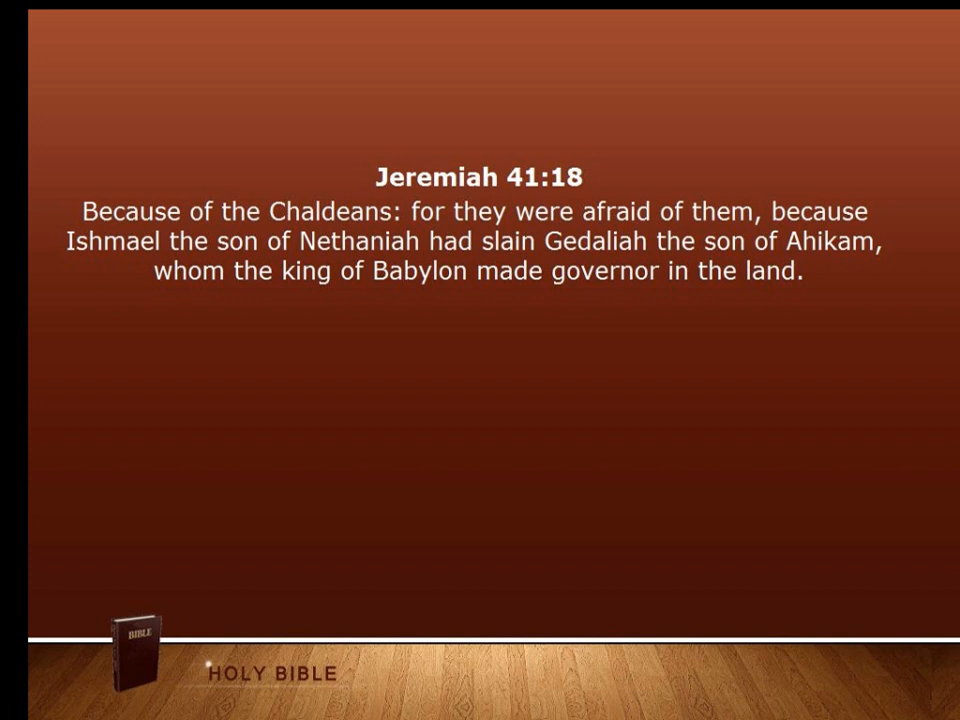 Jeremiah 41:18
Because of the Chaldeans: for they were afraid of them, because
Ishmael the son of Nethaniah had slain Gedaliah the son of Ahikam,
whom the king of Babylon made governor in the land.
BIBLE
HOLY BIBLE